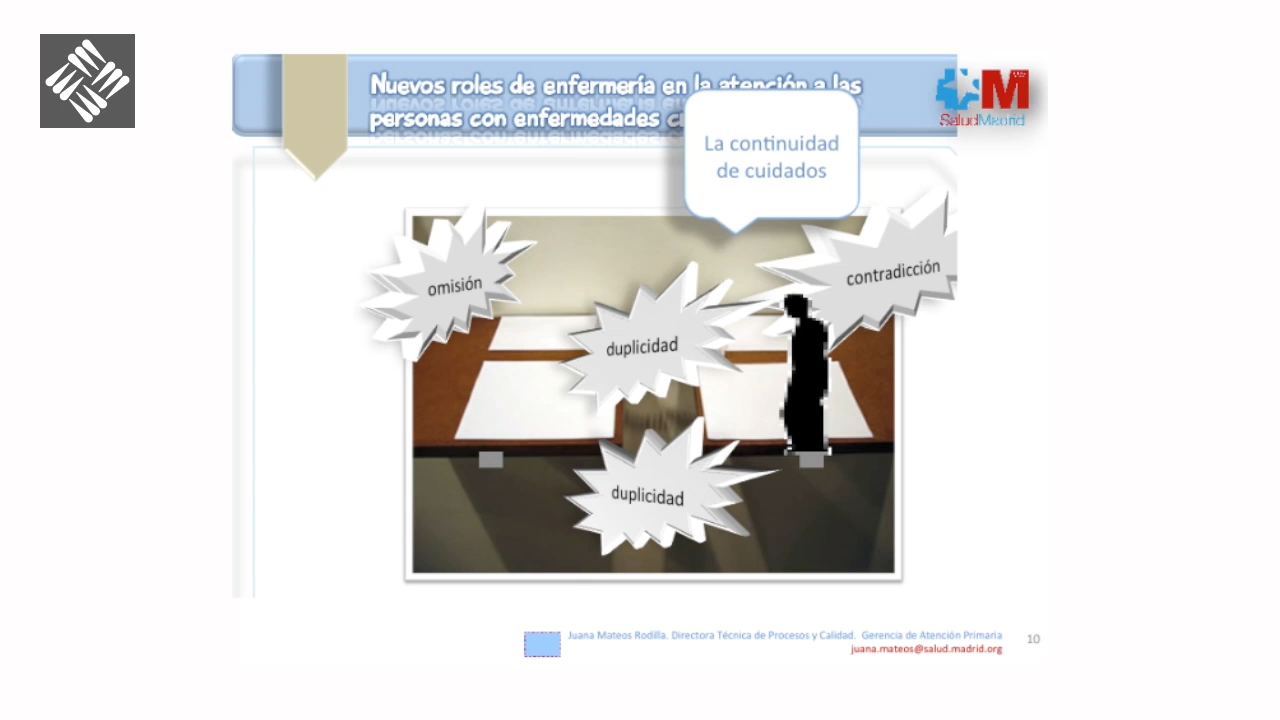 Nuevos roles de enfermería en la atención a las
personas con enfermedades
SaludMadrid
La continuidad
de cuidados
omisión
contradicción
duplicidad
duplicidad
Juana Mateos Rodilla. Directora Técnica de Procesos y Calidad. Gerencia de Atención Primaria
juana.mateos@salud.madrid.org
10